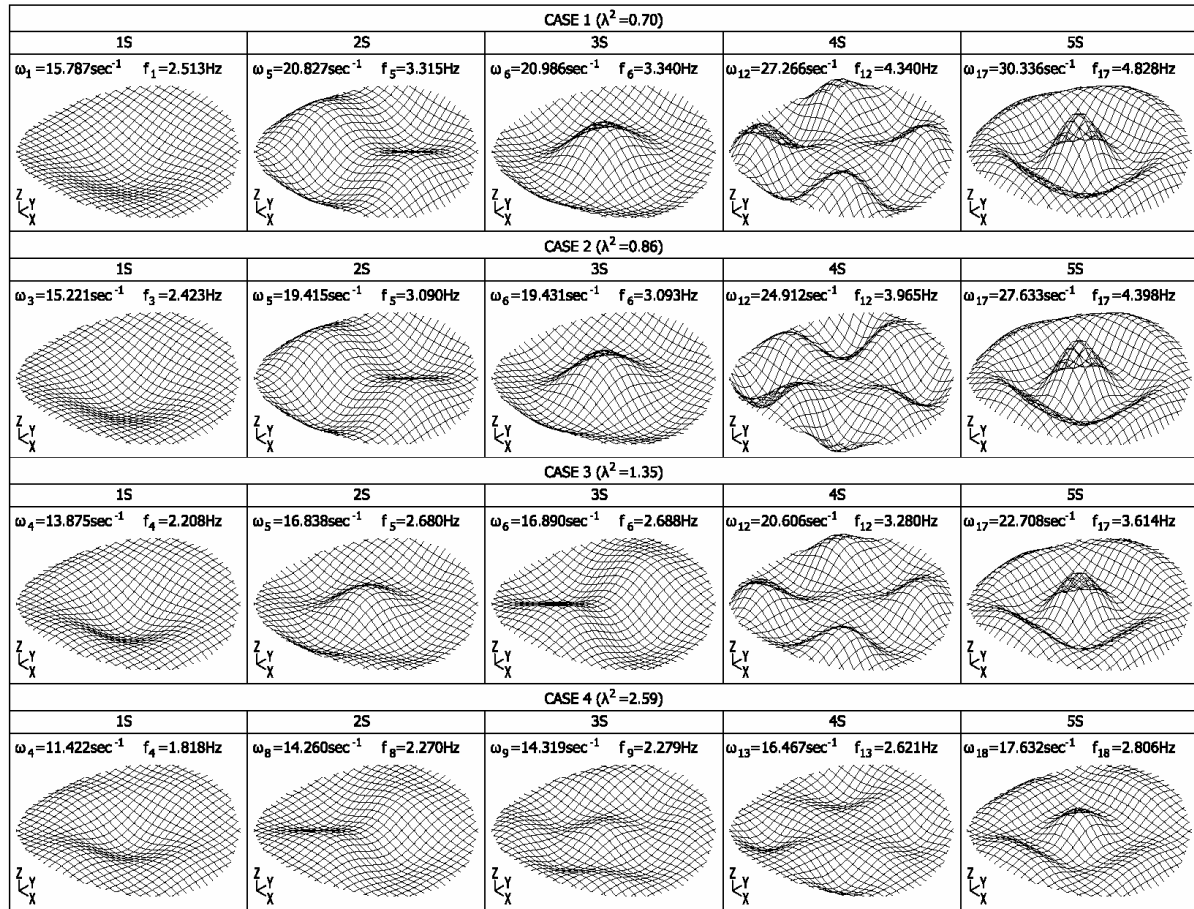 CASE 1 (λ² =0.70)
1S 2S 3S 4S 5S
ω₁=15.787sec⁻¹ f₁=2.513Hz ω₅=20.827sec⁻¹ f₅=3.315Hz ω₆=20.986sec⁻¹ f₆=3.340Hz ω₁₂=27.266sec⁻¹ f₁₂=4.340Hz ω₁₇=30.336sec⁻¹ f₁₇=4.828Hz
Z Y X Z Y X Z Y X Z Y X Z Y X
CASE 2 (λ² =0.86)
1S 2S 3S 4S 5S
ω₃=15.221sec⁻¹ f₃=2.423Hz ω₅=19.415sec⁻¹ f₅=3.090Hz ω₆=19.431sec⁻¹ f₆=3.093Hz ω₁₂=24.912sec⁻¹ f₁₂=3.965Hz ω₁₇=27.633sec⁻¹ f₁₇=4.398Hz
Z Y X Z Y X Z Y X Z Y X Z Y X
CASE 3 (λ² =1.35)
1S 2S 3S 4S 5S
ω₄=13.875sec⁻¹ f₄=2.208Hz ω₅=16.838sec⁻¹ f₅=2.680Hz ω₆=16.890sec⁻¹ f₆=2.688Hz ω₁₂=20.606sec⁻¹ f₁₂=3.280Hz ω₁₇=22.708sec⁻¹ f₁₇=3.614Hz
Z Y X Z Y X Z Y X Z Y X Z Y X
CASE 4 (λ² =2.59)
1S 2S 3S 4S 5S
ω₄=11.422sec⁻¹ f₄=1.818Hz ω₈=14.260sec⁻¹ f₈=2.270Hz ω₉=14.319sec⁻¹ f₉=2.279Hz ω₁₃=16.467sec⁻¹ f₁₃=2.621Hz ω₁₈=17.632sec⁻¹ f₁₈=2.806Hz
Z Y X Z Y X Z Y X Z Y X Z Y X